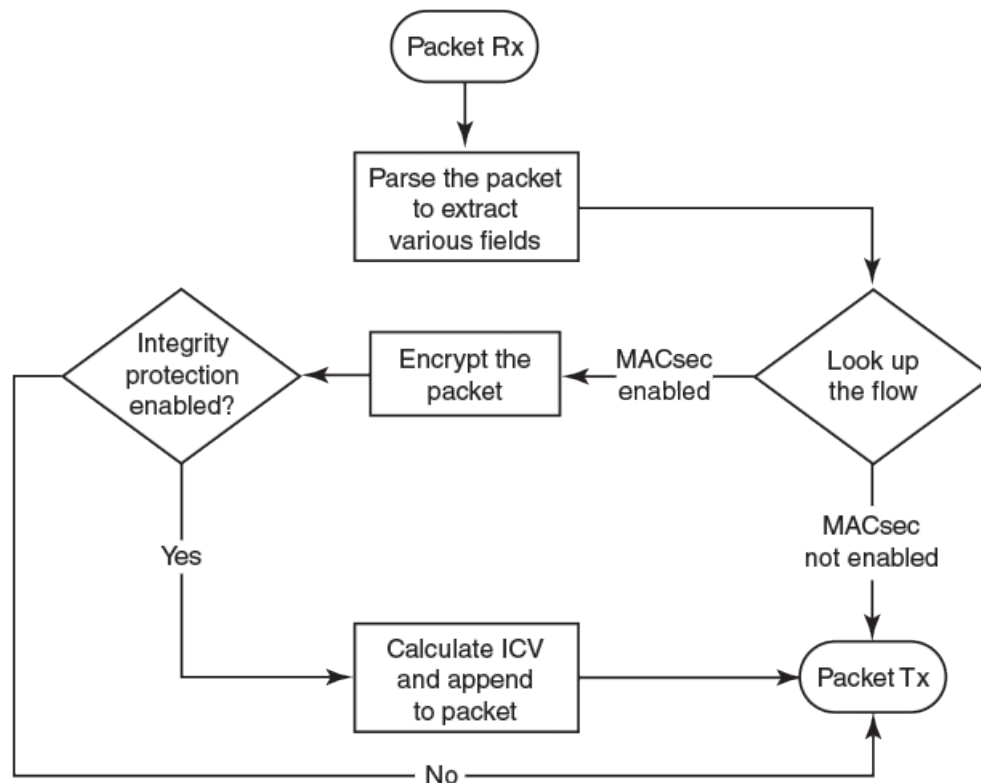 Packet Rx
Parse the packet
to extract
various fields
Integrity
protection
enabled?
Encrypt the
packet
MACsec
enabled
Look up
the flow
MACsec
not enabled
Yes
Calculate ICV
and append
to packet
Packet Tx
No